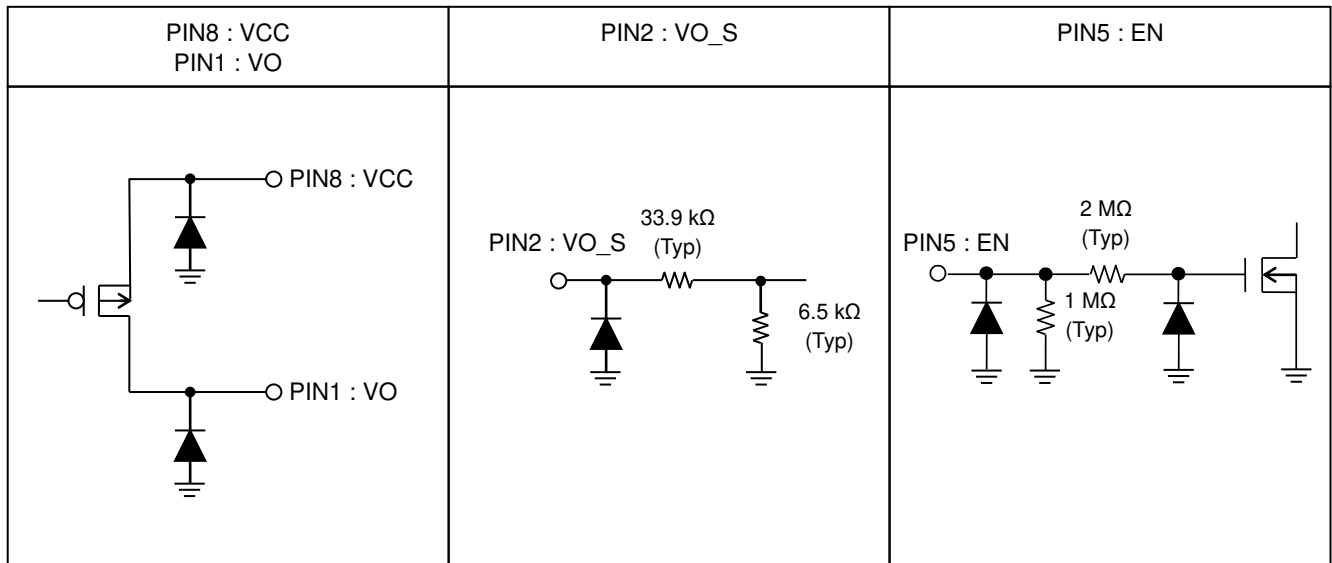 PIN8 : VCC
PIN1 : VO
PIN2 : VO_S
PIN5 : EN
PIN8 : VCC
PIN1 : VO
PIN2 : VO_S
33.9 kΩ
(Typ)
6.5 kΩ
(Typ)
PIN5 : EN
2 MΩ
(Typ)
1 MΩ
(Typ)